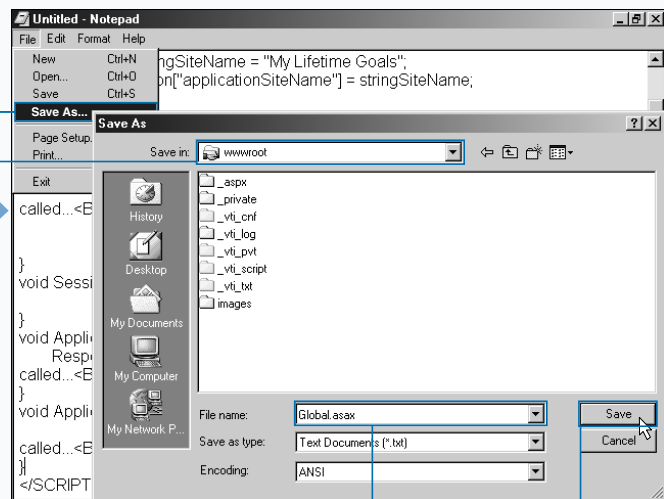 Untitled - Notepad
File Edit Format Help
New Ctrl+N
Open... Ctrl+O
Save Ctrl+S
Save As...
Page Setup.
Print...
Exit
ngSiteName = "My Lifetime Goals";
on["applicationSiteName"] = stringSiteName;
Save As
Save in: wwwroot
History
Desktop
My Documents
My Computer
My Network P...
_aspx
_private
_vti_cnf
_vti_log
_vti_pvt
_vti_script
_vti_txt
images
File name: Global.asax
Save as type: Text Documents (*.txt)
Encoding: ANSI
Save
Cancel
called...<B
}
void Sessi
}
void Appli
Respo
called...<B
}
void Appli
called...<B
}
</SCRIPT